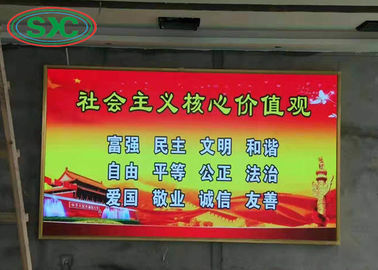 SXC
社会主义核心价值观
富强 民主 文明 和谐
自由 平等 公正 法治
爱国 敬业 诚信 友善